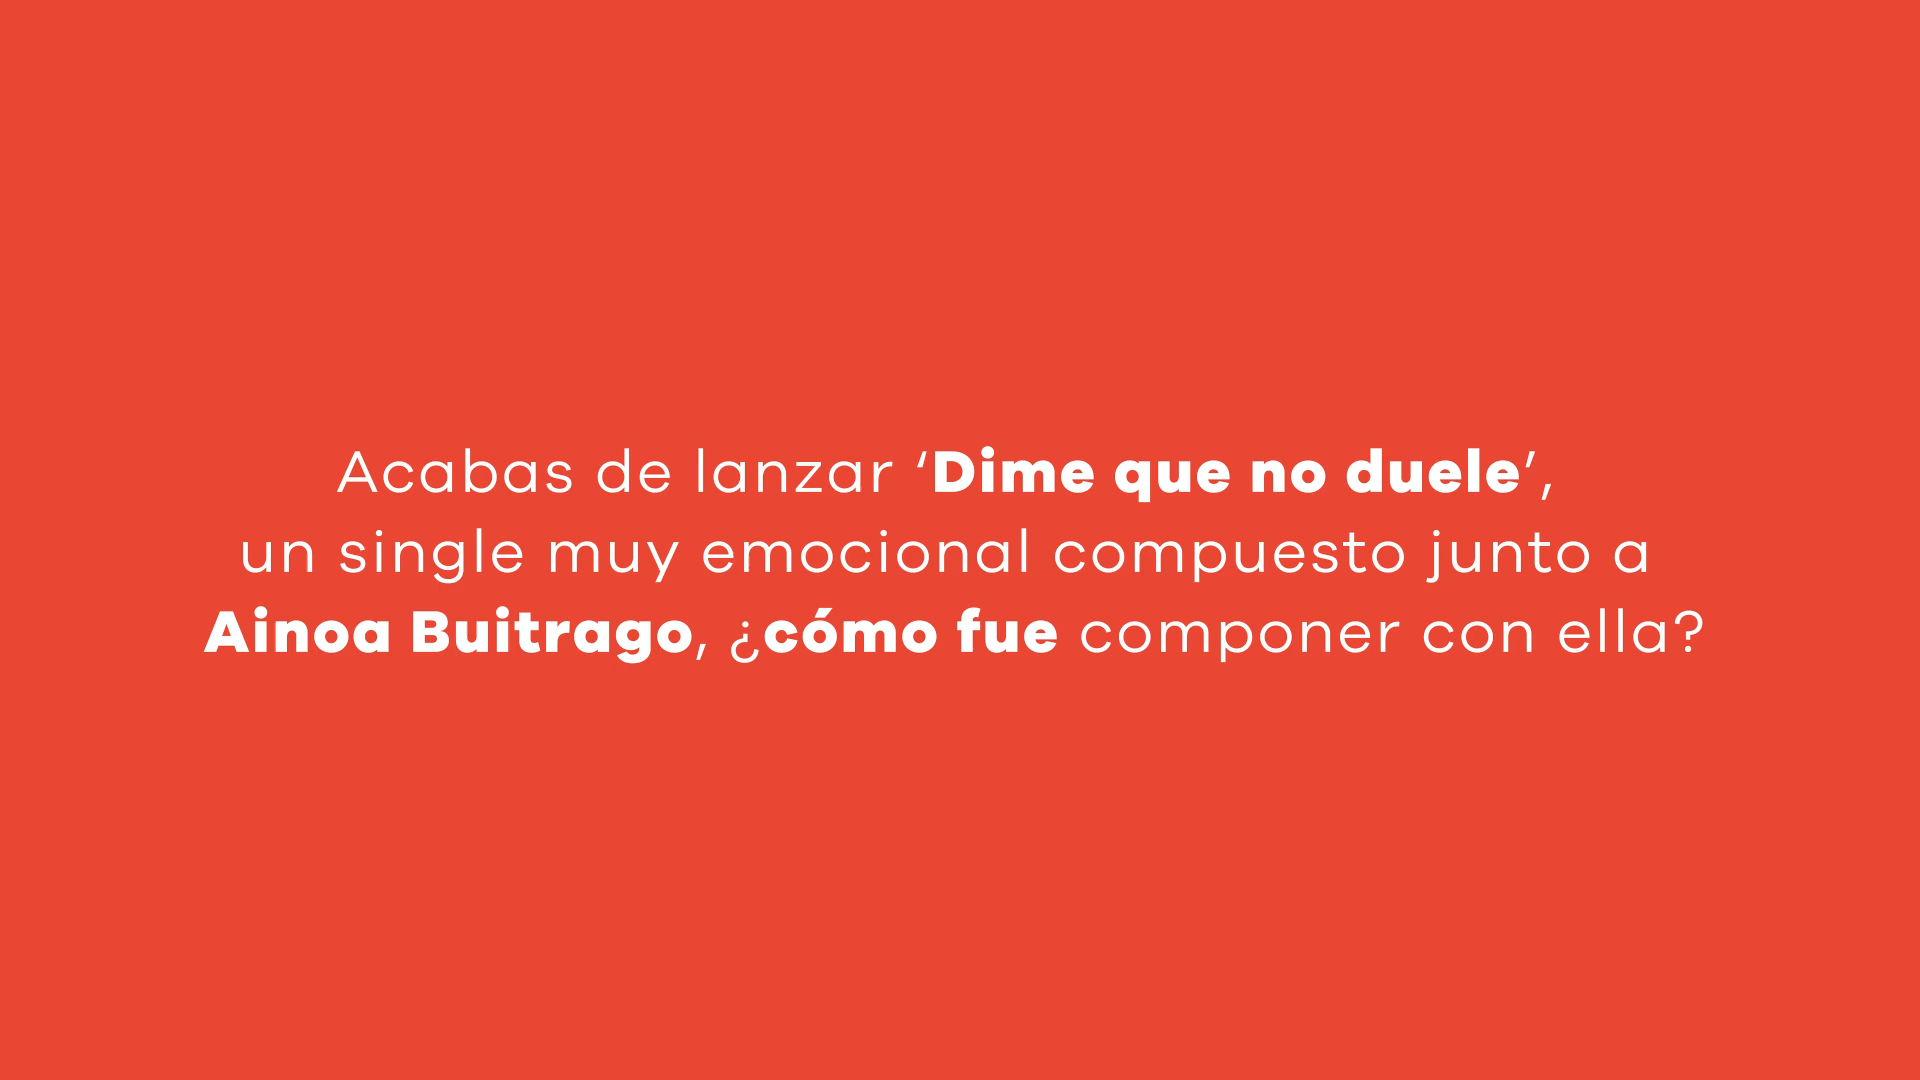 Acabas de lanzar ‘Dime que no duele’,
un single muy emocional compuesto junto a
Ainoa Buitrago, ¿cómo fue componer con ella?